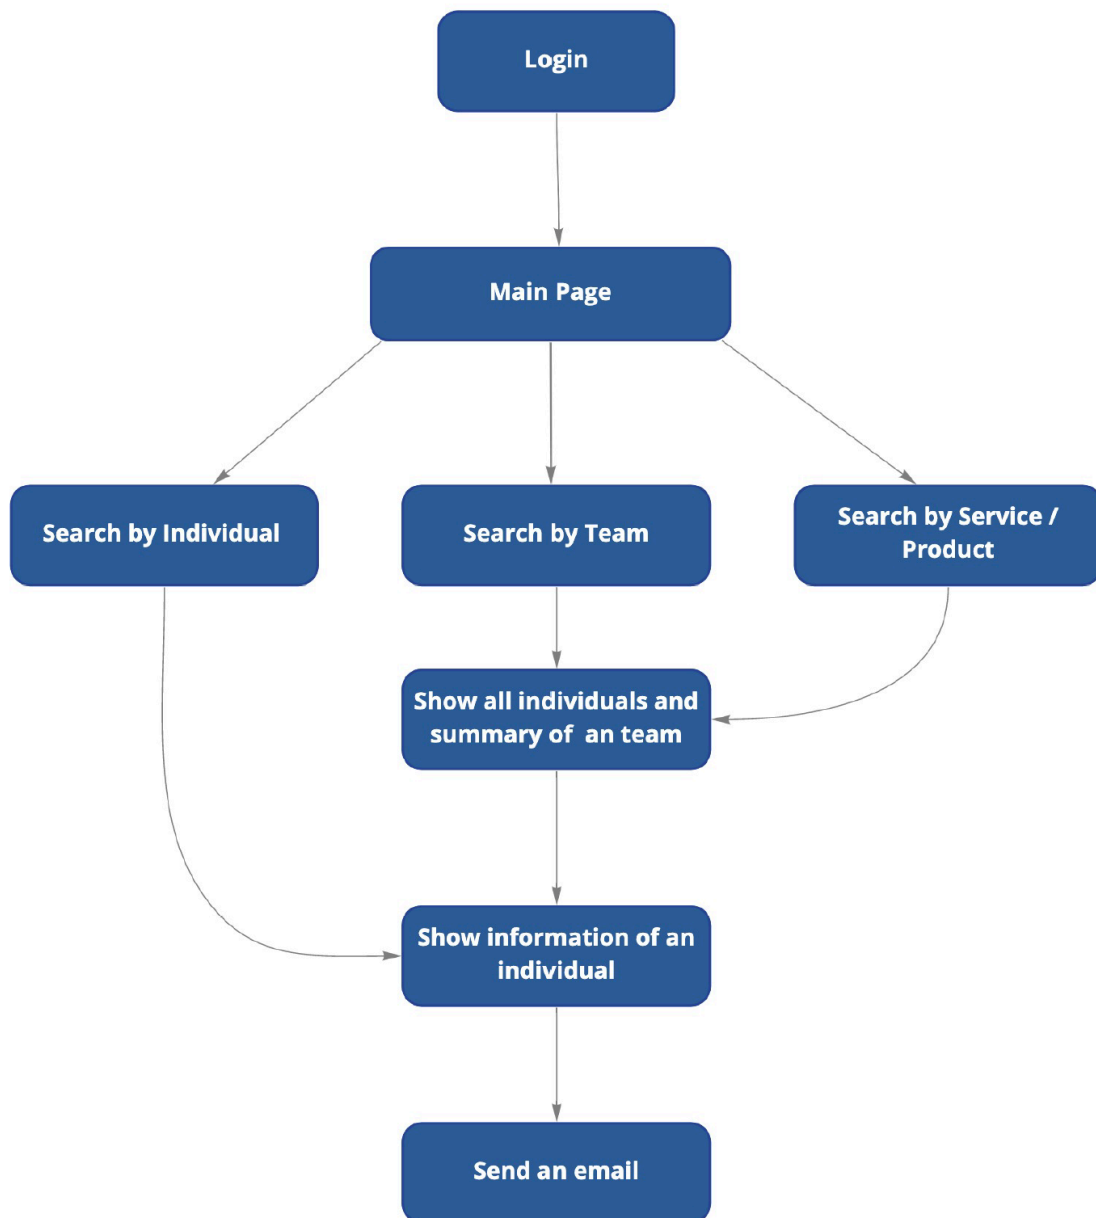 Login
Main Page
Search by Individual
Search by Team
Search by Service /
Product
Show all individuals and
summary of  an team
Show information of an
individual
Send an email